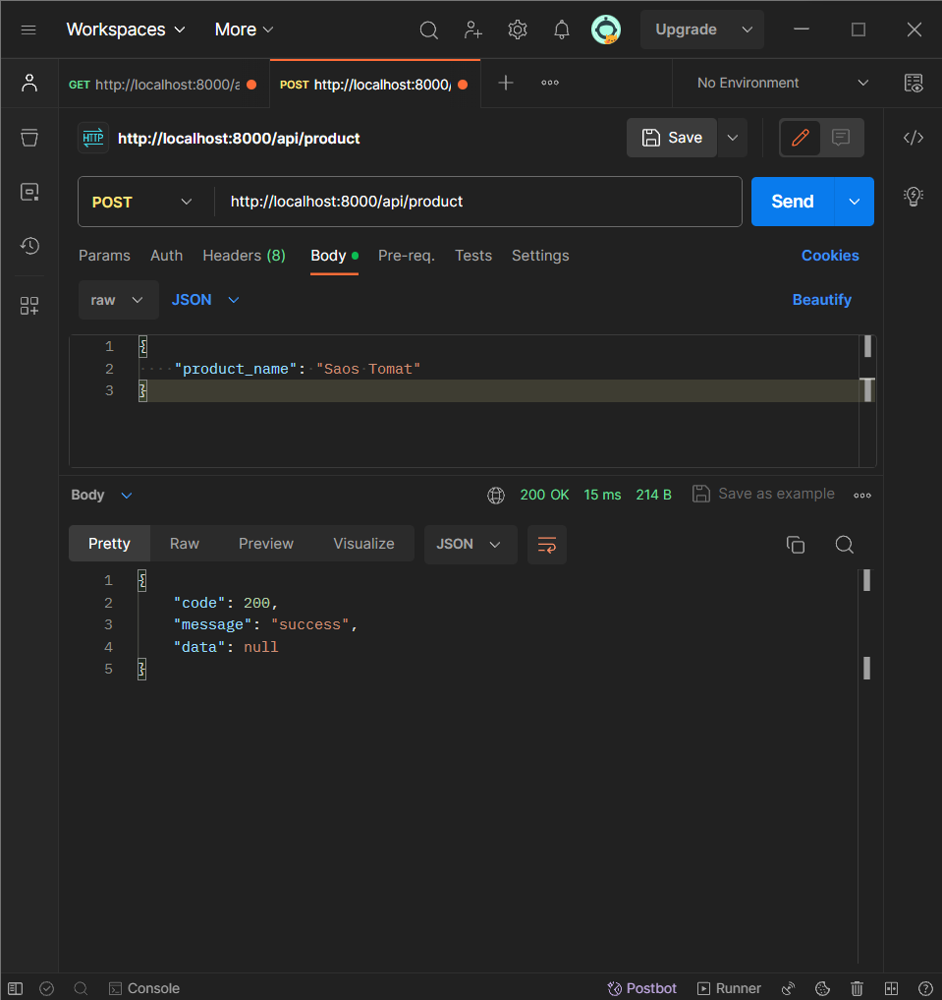 Workspaces More Upgrade
GET http://localhost:8000/a POST http://localhost:8000/ No Environment
HTTP http://localhost:8000/api/product Save
POST http://localhost:8000/api/product Send
Params Auth Headers (8) Body Pre-req. Tests Settings Cookies
raw JSON Beautify
1 {
2 "product_name": "Saos Tomat"
3 }
Body 200 OK 15 ms 214 B Save as example
Pretty Raw Preview Visualize JSON
1 {
2 "code": 200,
3 "message": "success",
4 "data": null
5 }
Console Postbot Runner